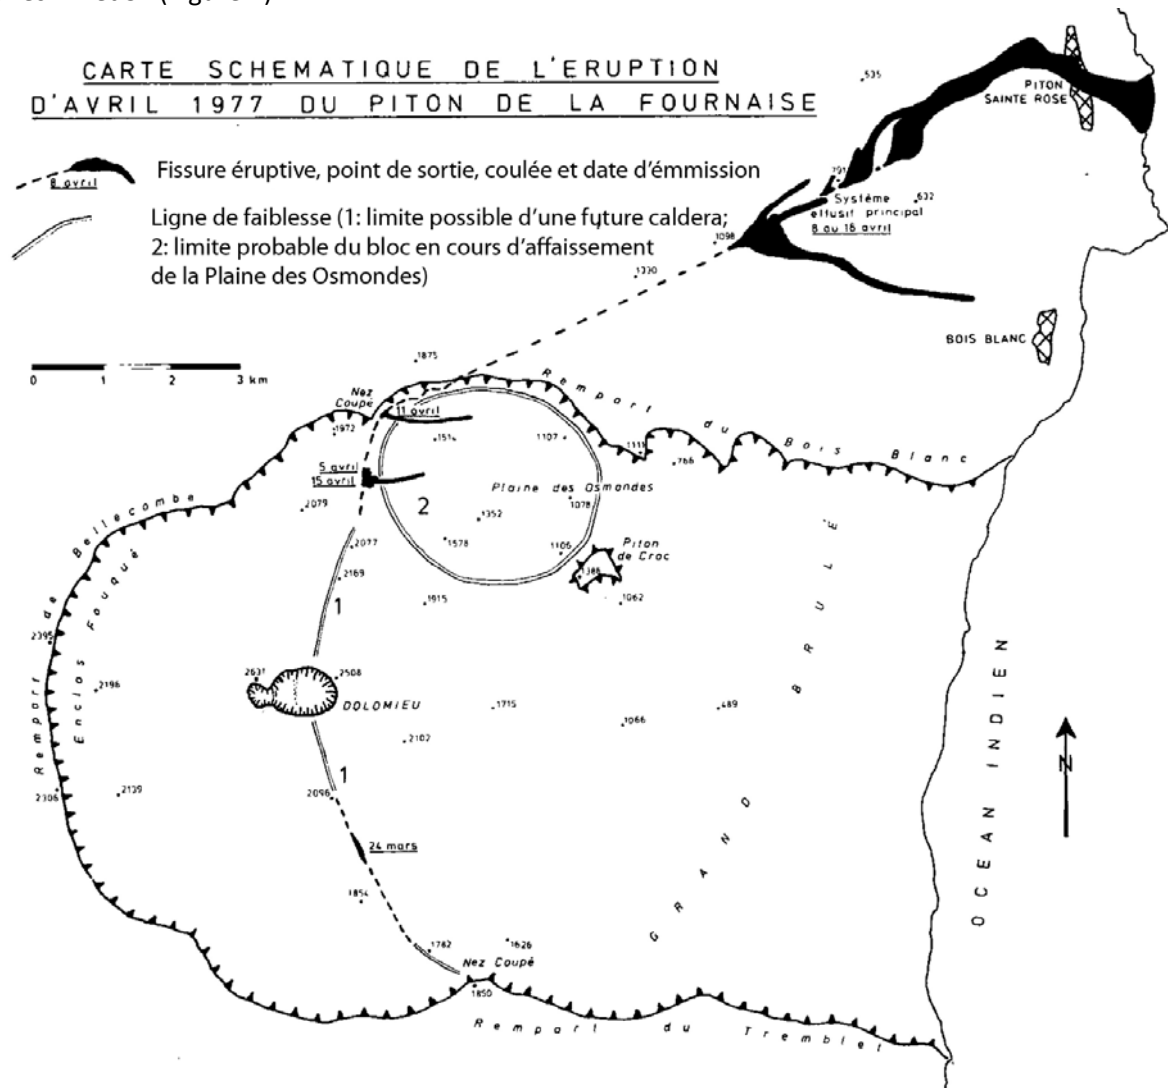 CARTE SCHEMATIQUE DE L'ERUPTION
D'AVRIL 1977 DU PITON DE LA FOURNAISE
8 avril
Fissure éruptive, point de sortie, coulée et date d'émmission
Ligne de faiblesse (1: limite possible d'une future caldera;
2: limite probable du bloc en cours d'affaissement
de la Plaine des Osmondes)
535
PITON
SAINTE ROSE
791
Système
effusif principal
8 au 16 avril
632
1098
1330
BOIS BLANC
0 1 2 3 km
1875
Nez
Coupé
Rempart du Bois Blanc
11 avril
1972
1514
1107
1111
766
5 avril
15 avril
Plaine des Osmondes
2079
2
1078
1352
1578
1106
Piton
de Crac
1388
2077
2169
1
1915
1062
Rempart de Bellecombe
Enclos Fouqué
2395
2196
2631
2508
DOLOMIEU
1715
1066
489
2102
GRAND BRULÉ
OCEAN INDIEN
N
2306
2139
2096
1
24 mars
1854
1782
1626
Nez Coupé
1850
Rempart du Tremblet